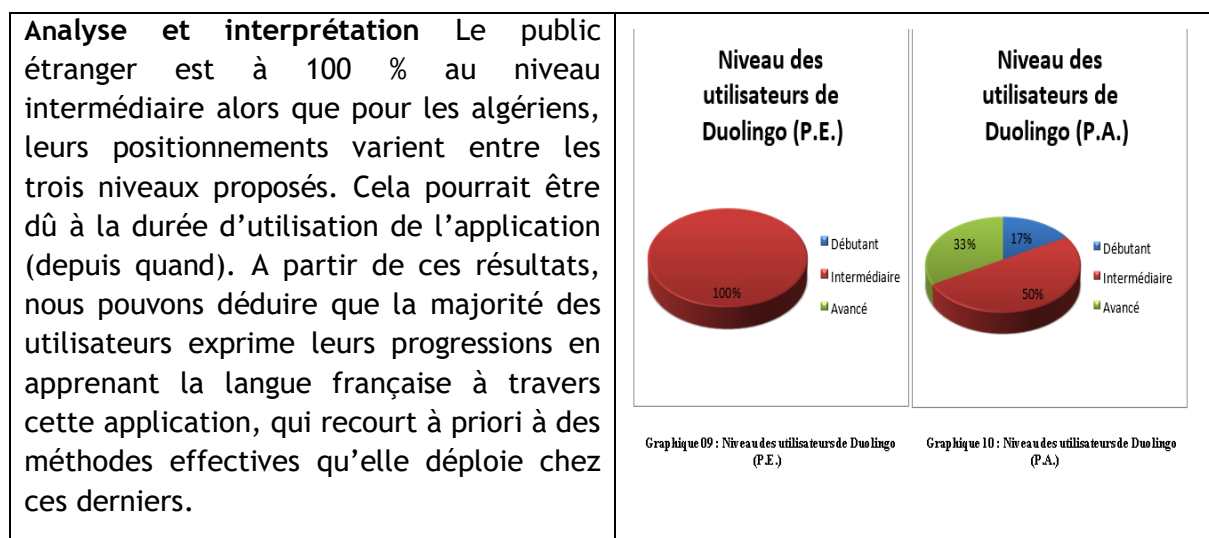 Analyse et interprétation Le public
étranger est à 100 % au niveau
intermédiaire alors que pour les algériens,
leurs positionnements varient entre les
trois niveaux proposés. Cela pourrait être
dû à la durée d’utilisation de l’application
(depuis quand). A partir de ces résultats,
nous pouvons déduire que la majorité des
utilisateurs exprime leurs progressions en
apprenant la langue française à travers
cette application, qui recourt à priori à des
méthodes effectives qu’elle déploie chez
ces derniers.
Niveau des
utilisateurs de
Duolingo (P.E.)
100%
Débutant
Intermédiaire
Avancé
Graphique 09 : Niveau des utilisateurs de Duolingo
(P.E.)
Niveau des
utilisateurs de
Duolingo (P.A.)
33%
17%
50%
Débutant
Intermédiaire
Avancé
Graphique 10 : Niveau des utilisateurs de Duolingo
(P.A.)